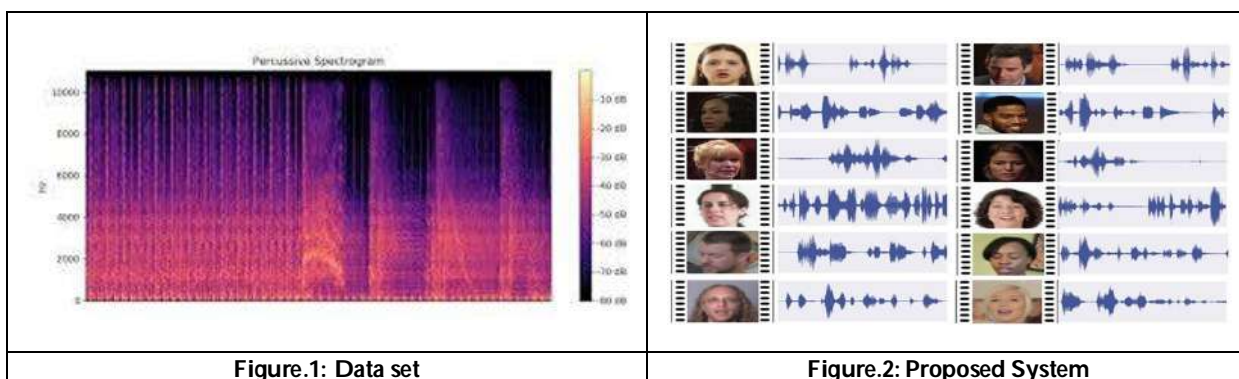 Percussive Spectrogram
10000
8000
6000
4000
2000
0
Hz
-10 dB
-20 dB
-30 dB
-40 dB
-50 dB
-60 dB
-70 dB
-80 dB
Figure.1: Data set
Figure.2: Proposed System